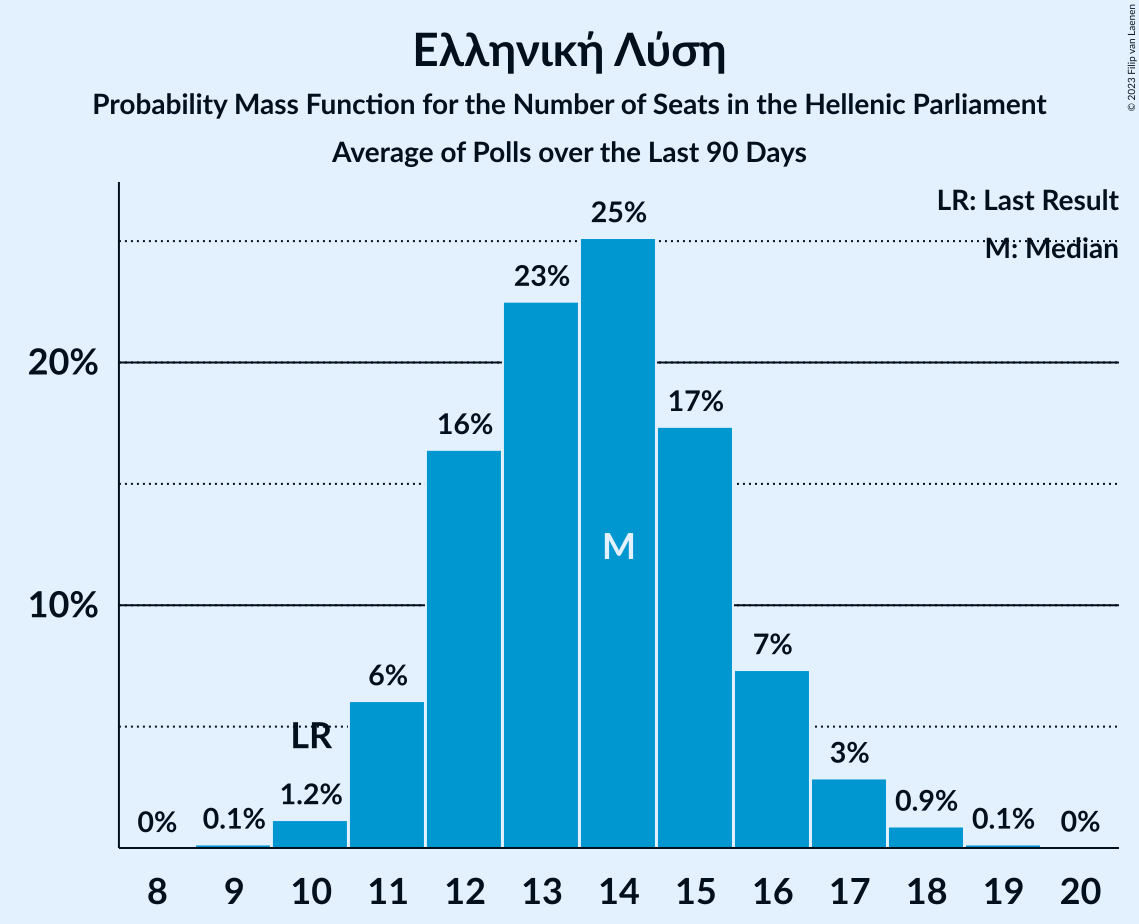 Ελληνική Λύση
Probability Mass Function for the Number of Seats in the Hellenic Parliament
Average of Polls over the Last 90 Days
© 2023 Filip van Laenen
LR: Last Result
M: Median
25%
23%
20%
17%
16%
M
10%
7%
6%
LR
3%
1.2%
0.9%
0% 0.1% 0.1% 0%
8 9 10 11 12 13 14 15 16 17 18 19 20